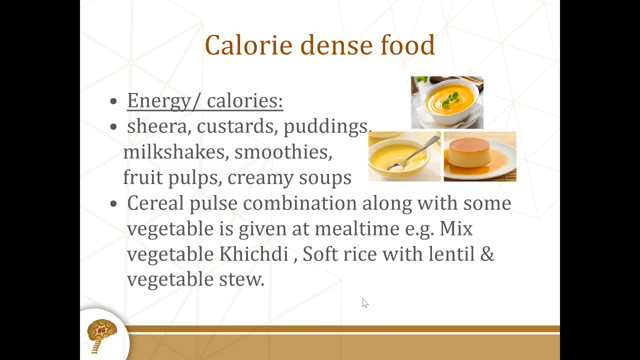 Calorie dense food
• Energy/ calories:
• sheera, custards, puddings,
milkshakes, smoothies,
fruit pulps, creamy soups
• Cereal pulse combination along with some
vegetable is given at mealtime e.g. Mix
vegetable Khichdi , Soft rice with lentil &
vegetable stew.